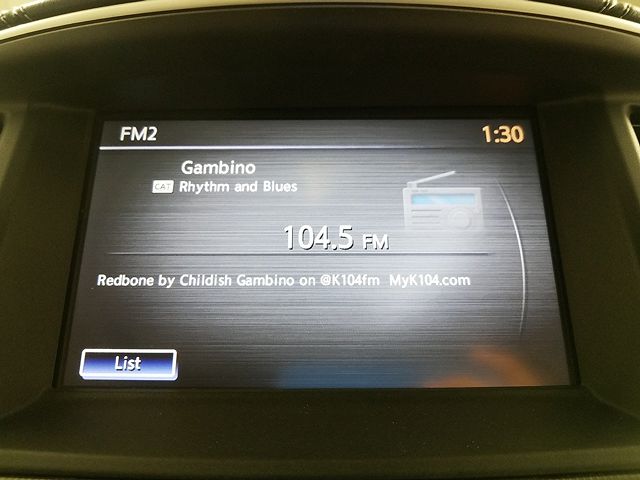 FM2 1:30
Gambino
CAT Rhythm and Blues
104.5 FM
Redbone by Childish Gambino on @K104fm MyK104.com
List